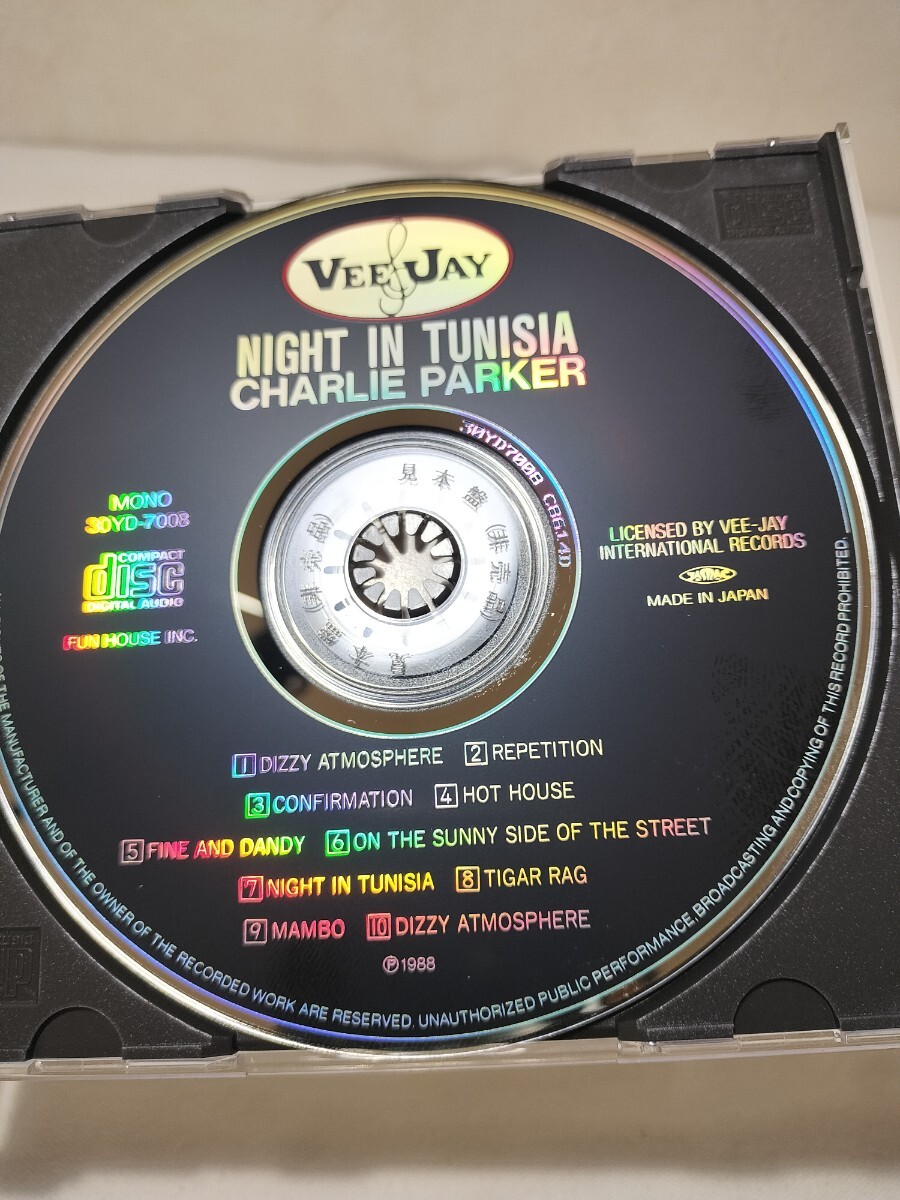 VEE JAY
NIGHT IN TUNISIA
CHARLIE PARKER
30YD7008 CB614D
見本盤 (非売品)
見本盤 (非売品)
MONO
30YD-7008
COMPACT
disc
DIGITAL AUDIO
FUN HOUSE INC.
LICENSED BY VEE-JAY
INTERNATIONAL RECORDS
JASRAC
MADE IN JAPAN
1 DIZZY ATMOSPHERE 2 REPETITION
3 CONFIRMATION 4 HOT HOUSE
5 FINE AND DANDY 6 ON THE SUNNY SIDE OF THE STREET
7 NIGHT IN TUNISIA 8 TIGAR RAG
9 MAMBO 10 DIZZY ATMOSPHERE
Ⓟ1988
OF THE MANUFACTURER AND OF THE OWNER OF THE RECORDED WORK ARE RESERVED. UNAUTHORIZED PUBLIC PERFORMANCE, BROADCASTING AND COPYING OF THIS RECORD PROHIBITED.